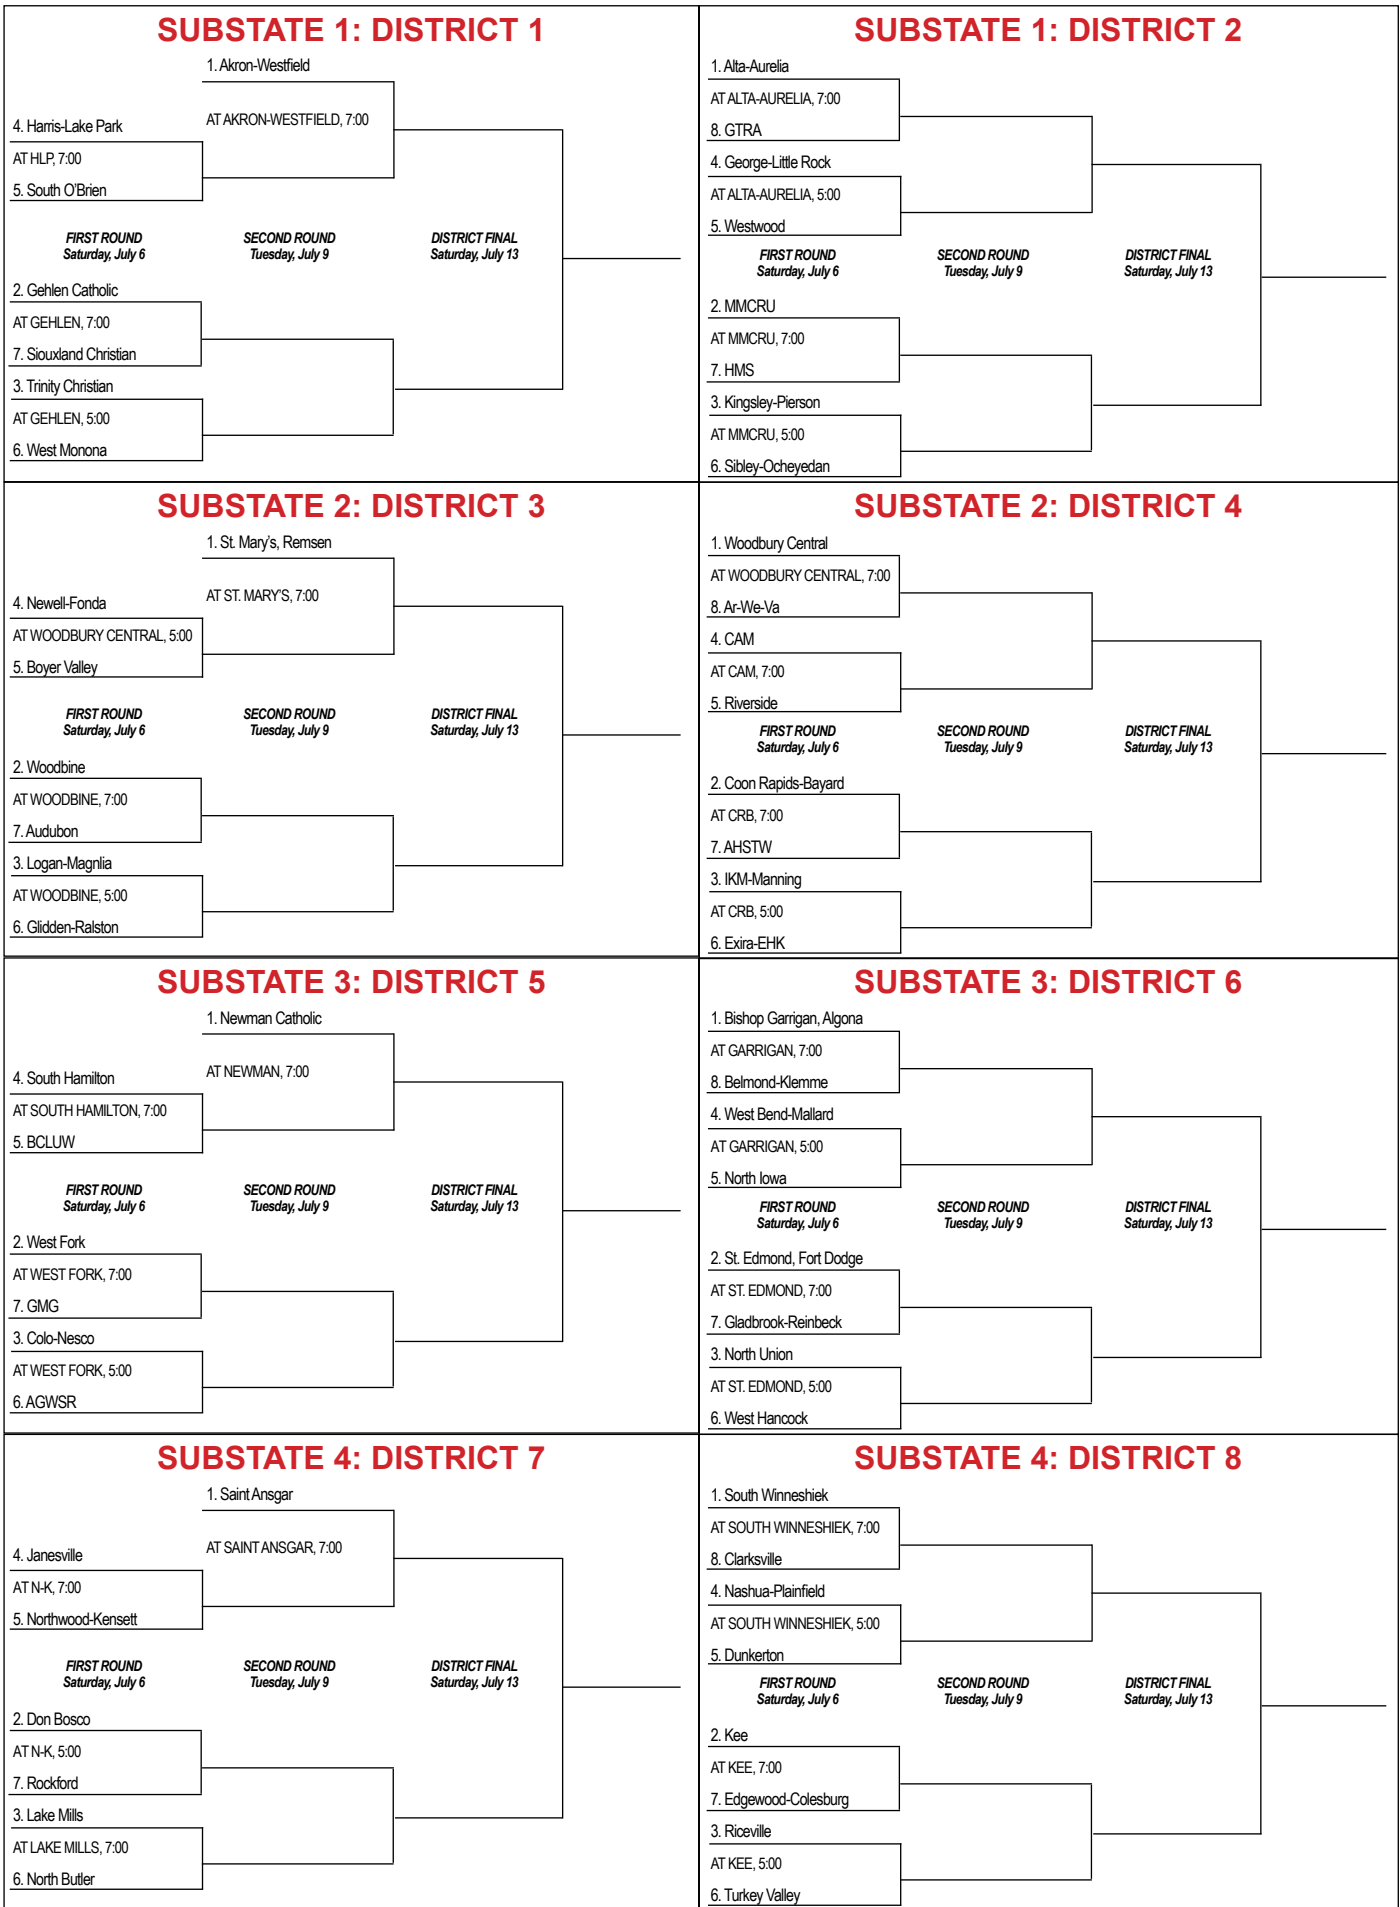 SUBSTATE 1: DISTRICT 1
1. Akron-Westfield
AT AKRON-WESTFIELD, 7:00
4. Harris-Lake Park
AT HLP, 7:00
5. South O'Brien
FIRST ROUND
Saturday, July 6
SECOND ROUND
Tuesday, July 9
DISTRICT FINAL
Saturday, July 13
2. Gehlen Catholic
AT GEHLEN, 7:00
7. Siouxland Christian
3. Trinity Christian
AT GEHLEN, 5:00
6. West Monona
SUBSTATE 1: DISTRICT 2
1. Alta-Aurelia
AT ALTA-AURELIA, 7:00
8. GTRA
4. George-Little Rock
AT ALTA-AURELIA, 5:00
5. Westwood
FIRST ROUND
Saturday, July 6
SECOND ROUND
Tuesday, July 9
DISTRICT FINAL
Saturday, July 13
2. MMCRU
AT MMCRU, 7:00
7. HMS
3. Kingsley-Pierson
AT MMCRU, 5:00
6. Sibley-Ocheyedan
SUBSTATE 2: DISTRICT 3
1. St. Mary's, Remsen
AT ST. MARY'S, 7:00
4. Newell-Fonda
AT WOODBURY CENTRAL, 5:00
5. Boyer Valley
FIRST ROUND
Saturday, July 6
SECOND ROUND
Tuesday, July 9
DISTRICT FINAL
Saturday, July 13
2. Woodbine
AT WOODBINE, 7:00
7. Audubon
3. Logan-Magnlia
AT WOODBINE, 5:00
6. Glidden-Ralston
SUBSTATE 2: DISTRICT 4
1. Woodbury Central
AT WOODBURY CENTRAL, 7:00
8. Ar-We-Va
4. CAM
AT CAM, 7:00
5. Riverside
FIRST ROUND
Saturday, July 6
SECOND ROUND
Tuesday, July 9
DISTRICT FINAL
Saturday, July 13
2. Coon Rapids-Bayard
AT CRB, 7:00
7. AHSTW
3. IKM-Manning
AT CRB, 5:00
6. Exira-EHK
SUBSTATE 3: DISTRICT 5
1. Newman Catholic
AT NEWMAN, 7:00
4. South Hamilton
AT SOUTH HAMILTON, 7:00
5. BCLUW
FIRST ROUND
Saturday, July 6
SECOND ROUND
Tuesday, July 9
DISTRICT FINAL
Saturday, July 13
2. West Fork
AT WEST FORK, 7:00
7. GMG
3. Colo-Nesco
AT WEST FORK, 5:00
6. AGWSR
SUBSTATE 3: DISTRICT 6
1. Bishop Garrigan, Algona
AT GARRIGAN, 7:00
8. Belmond-Klemme
4. West Bend-Mallard
AT GARRIGAN, 5:00
5. North Iowa
FIRST ROUND
Saturday, July 6
SECOND ROUND
Tuesday, July 9
DISTRICT FINAL
Saturday, July 13
2. St. Edmond, Fort Dodge
AT ST. EDMOND, 7:00
7. Gladbrook-Reinbeck
3. North Union
AT ST. EDMOND, 5:00
6. West Hancock
SUBSTATE 4: DISTRICT 7
1. Saint Ansgar
AT SAINT ANSGAR, 7:00
4. Janesville
AT N-K, 7:00
5. Northwood-Kensett
FIRST ROUND
Saturday, July 6
SECOND ROUND
Tuesday, July 9
DISTRICT FINAL
Saturday, July 13
2. Don Bosco
AT N-K, 5:00
7. Rockford
3. Lake Mills
AT LAKE MILLS, 7:00
6. North Butler
SUBSTATE 4: DISTRICT 8
1. South Winneshiek
AT SOUTH WINNESHIEK, 7:00
8. Clarksville
4. Nashua-Plainfield
AT SOUTH WINNESHIEK, 5:00
5. Dunkerton
FIRST ROUND
Saturday, July 6
SECOND ROUND
Tuesday, July 9
DISTRICT FINAL
Saturday, July 13
2. Kee
AT KEE, 7:00
7. Edgewood-Colesburg
3. Riceville
AT KEE, 5:00
6. Turkey Valley